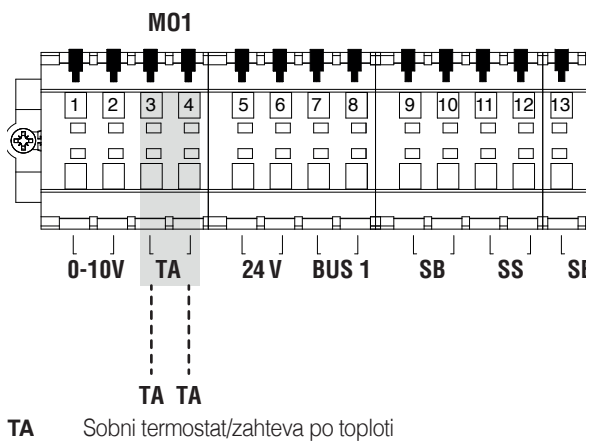 MO1
1 2 3 4 5 6 7 8 9 10 11 12 13
0-10V TA 24 V BUS 1 SB SS
TA TA
TA Sobni termostat/zahteva po toploti